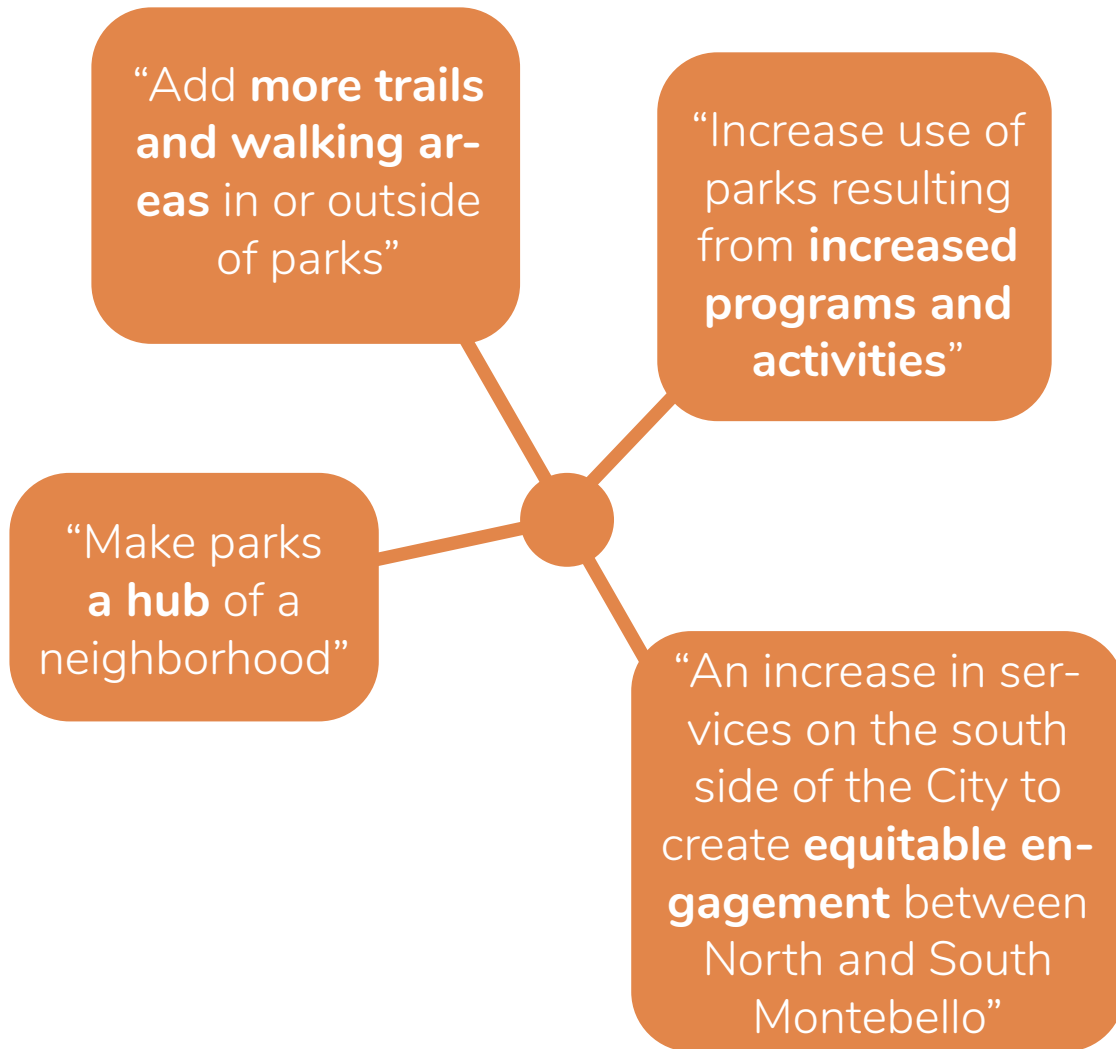 “Add more trails
and walking ar-
eas in or outside
of parks”
“Increase use of
parks resulting
from increased
programs and
activities”
“Make parks
a hub of a
neighborhood”
“An increase in ser-
vices on the south
side of the City to
create equitable en-
gagement between
North and South
Montebello”